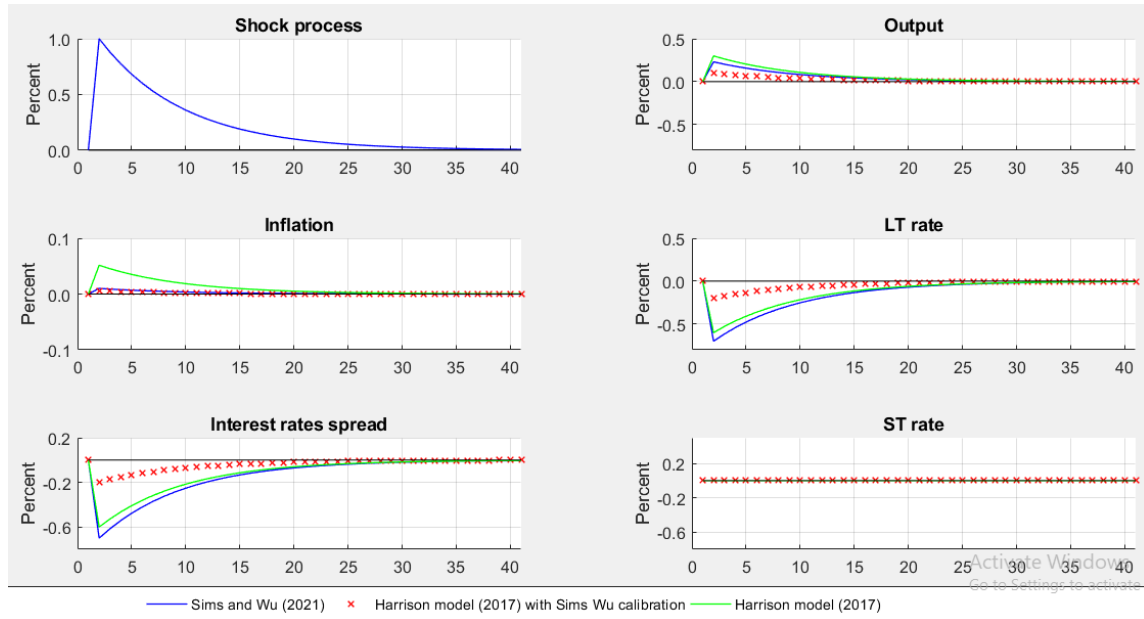 Shock process
Percent
1.0
0.5
0.0
0 5 10 15 20 25 30 35 40
Output
Percent
0.5
0.0
-0.5
0 5 10 15 20 25 30 35 40
Inflation
Percent
0.1
0.0
-0.1
0 5 10 15 20 25 30 35 40
LT rate
Percent
0.5
0.0
-0.5
0 5 10 15 20 25 30 35 40
Interest rates spread
Percent
0.2
-0.2
-0.6
0 5 10 15 20 25 30 35 40
ST rate
Percent
0.2
-0.2
-0.6
0 5 10 15 20 25 30 35 40
Activate Windows
Go to Settings to activate
Sims and Wu (2021) Harrison model (2017) with Sims Wu calibration Harrison model (2017)